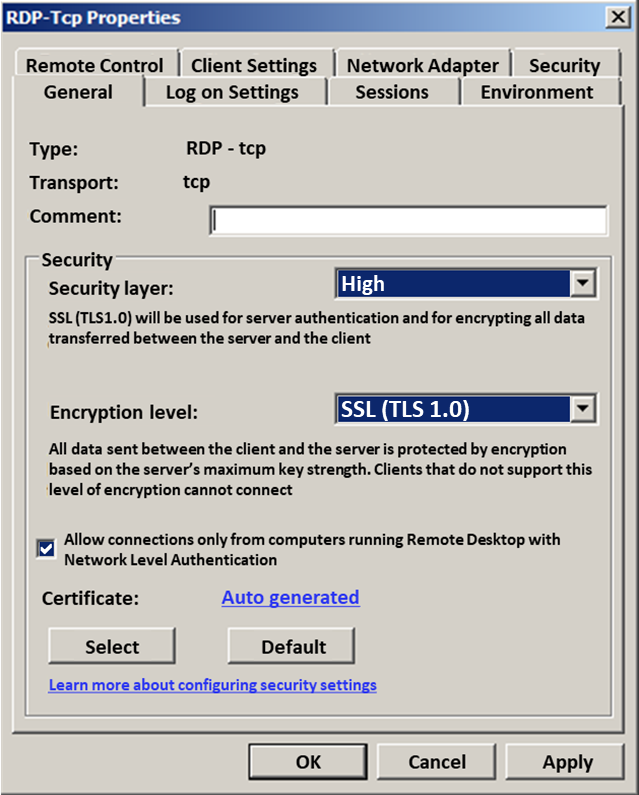 RDP-Tcp Properties
Remote Control Client Settings Network Adapter Security
General Log on Settings Sessions Environment
Type: RDP - tcp
Transport: tcp
Comment:
Security
Security layer: High
SSL (TLS1.0) will be used for server authentication and for encrypting all data
transferred between the server and the client
Encryption level: SSL (TLS 1.0)
All data sent between the client and the server is protected by encryption
based on the server's maximum key strength. Clients that do not support this
level of encryption cannot connect
Allow connections only from computers running Remote Desktop with
Network Level Authentication
Certificate: Auto generated
Select Default
Learn more about configuring security settings
OK Cancel Apply